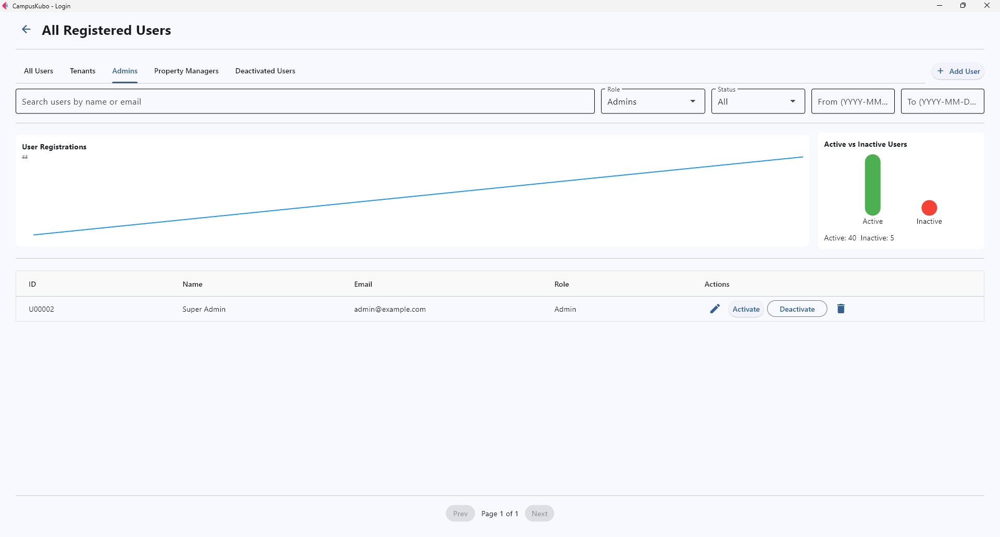 CampusKubo - Login
All Registered Users
All Users Tenants Admins Property Managers Deactivated Users + Add User
Search users by name or email Role Admins Status All From (YYYY-MM... To (YYYY-MM-D...
User Registrations
44
Active vs Inactive Users
Active Inactive
Active: 40 Inactive: 5
ID Name Email Role Actions
U00002 Super Admin admin@example.com Admin Activate Deactivate
Prev Page 1 of 1 Next